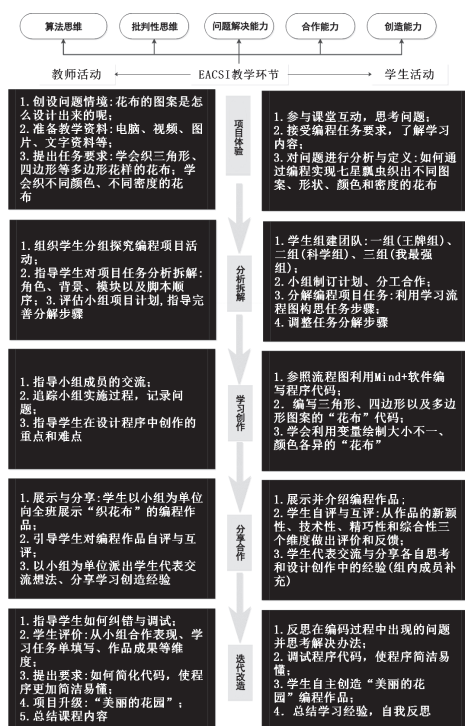 算法思维
批判性思维
问题解决能力
合作能力
创造能力
教师活动
EACSI教学环节
学生活动
1.创设问题情境:花布的图案是怎
么设计出来的呢;
2.准备教学资料:电脑、视频、图
片、文字资料等;
3.提出任务要求:学会织三角形、
四边形等多边形花样的花布; 学
会织不同颜色、不同密度的花
布
项目体验
1.参与课堂互动,思考问题;
2.接受编程任务要求,了解学习
内容;
3.对问题进行分析与定义:如何通
过编程实现七星瓢虫织出不同图
案、形状、颜色和密度的花布
1.组织学生分组探究编程项目活
动;
2.指导学生对项目任务分析拆解:
角色、背景、模块以及脚本顺
序; 3.评估小组项目计划,指导完
善分解步骤
分析拆解
1.学生组建团队:一组(王牌组)、
二组(科学组)、三组(我最强
组);
2.小组制订计划、分工合作;
3.分解编程项目任务:利用学习流
程图构思任务步骤;
4.调整任务分解步骤
1.指导小组成员的交流;
2.追踪小组实施过程,记录问
题;
3.指导学生在设计程序中创作的
重点和难点
学习创作
1.参照流程图利用Mind+软件编
写程序代码;
2. 编写三角形、四边形以及多边
形图案的“花布”代码;
3.学会利用变量绘制大小不一、
颜色各异的“花布”
1.展示与分享:学生以小组为单位
向全班展示“织花布”的编程作
品;
2.引导学生对编程作品自评与互
评;
3.以小组为单位派出学生代表交
流想法、分享学习创造经验
分享合作
1.展示并介绍编程作品;
2.学生自评与互评:从作品的新颖
性、技术性、精巧性和综合性三
个维度做出评价和反馈;
3.学生代表交流与分享各自思考
和设计创作中的经验(组内成员补
充)
1.指导学生如何纠错与调试;
2.学生评价:从小组合作表现、学
习任务单填写、作品成果等维
度;
3.提出要求:如何简化代码,使程
序更加简洁易懂;
4.项目升级:“美丽的花园”;
5.总结课程内容
迭代改造
1.反思在编码过程中出现的问题
并思考解决办法;
2.调试程序代码,使程序简洁易
懂;
3.学生自主创造“美丽的花
园”编程作品;
4. 总结学习经验,自我反思